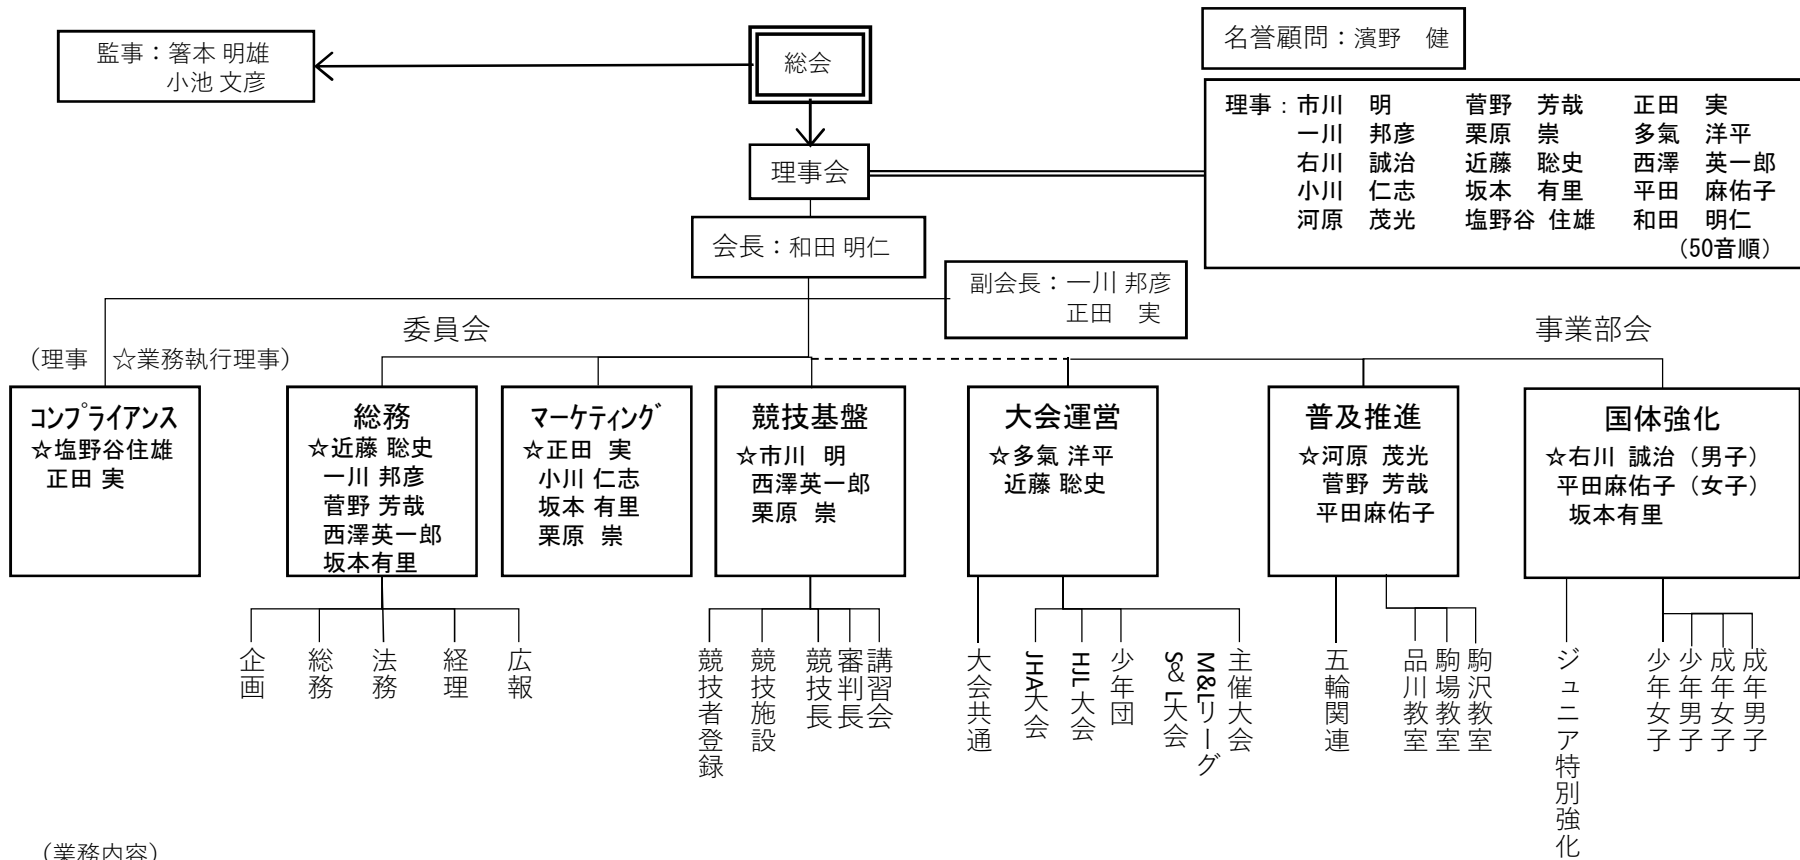 監事：箸本 明雄
小池 文彦
総会
名誉顧問：濱野　健
理事：市川　明　菅野　芳哉　正田　実
一川　邦彦　栗原　崇　多氣　洋平
右川　誠治　近藤　聡史　西澤　英一郎
小川　仁志　坂本　有里　平田　麻佑子
河原　茂光　塩野谷 住雄　和田　明仁
（50音順）
理事会
会長：和田 明仁
副会長：一川 邦彦
正田　実
委員会
事業部会
（理事　☆業務執行理事）
コンプライアンス
☆塩野谷住雄
正田 実
総務
☆近藤 聡史
一川 邦彦
菅野 芳哉
西澤英一郎
坂本有里
マーケティング
☆正田　実
小川 仁志
坂本 有里
栗原　崇
競技基盤
☆市川　明
西澤英一郎
栗原　崇
大会運営
☆多氣 洋平
近藤 聡史
普及推進
☆河原 茂光
菅野 芳哉
平田麻佑子
国体強化
☆右川 誠治（男子）
平田麻佑子（女子）
坂本有里
企画
総務
法務
経理
広報
競技者登録
競技施設
競技長
審判長
講習会
大会共通
JHA大会
HJL大会
少年団
S&L大会
M&Lリーグ
主催大会
五輪関連
品川教室
駒場教室
駒沢教室
ジュニア特別強化
少年女子
少年男子
成年女子
成年男子
（業務内容）